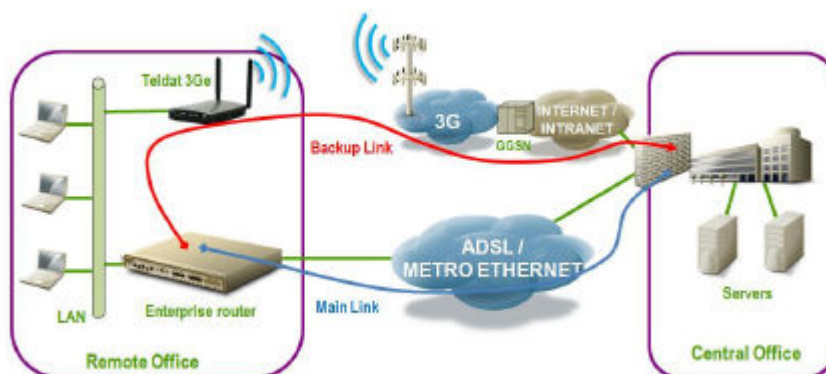 Teldat 3Ge
3G
INTERNET /
INTRANET
GGSN
Backup Link
ADSL /
METRO ETHERNET
LAN
Enterprise router
Main Link
Servers
Remote Office
Central Office